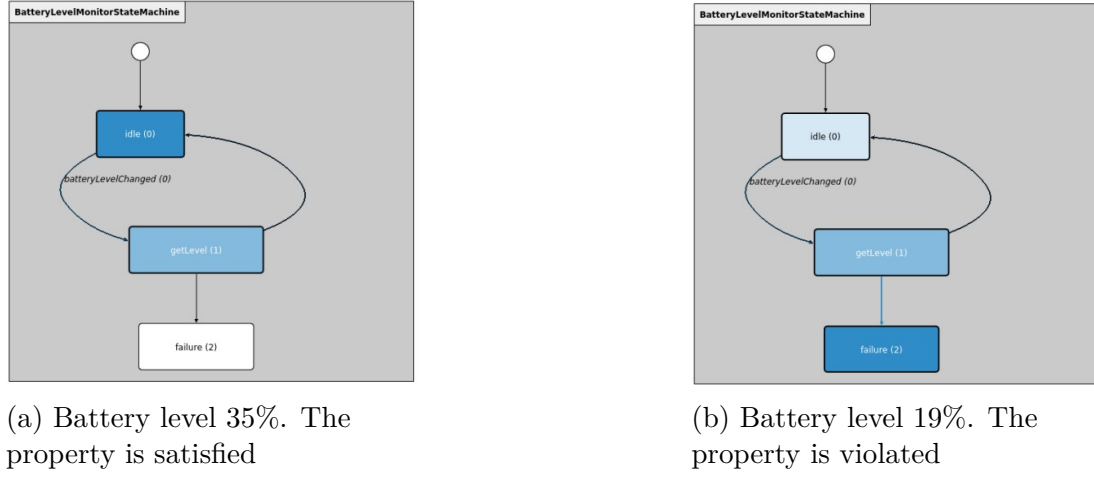 BatteryLevelMonitorStateMachine
idle (0)
batteryLevelChanged (0)
getLevel (1)
failure (2)
(a) Battery level 35%. The
property is satisfied
BatteryLevelMonitorStateMachine
idle (0)
batteryLevelChanged (0)
getLevel (1)
failure (2)
(b) Battery level 19%. The
property is violated